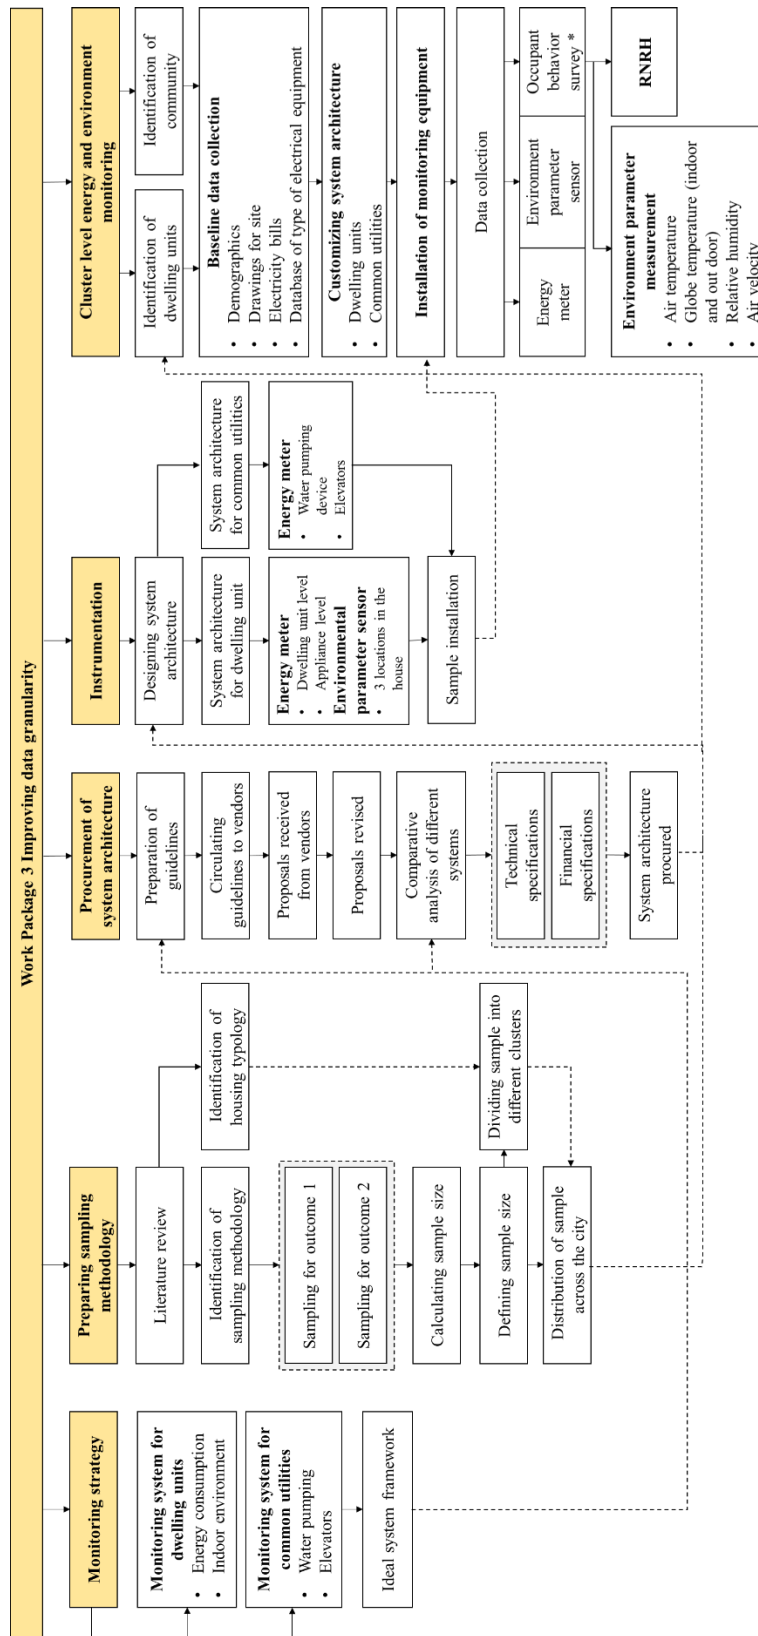 Work Package 3 Improving data granularity
Monitoring strategy
Monitoring system for
dwelling units
• Energy consumption
• Indoor environment
Monitoring system for
common utilities
• Water pumping
• Elevators
Ideal system framework
Preparing sampling
methodology
Literature review
Identification of
sampling methodology
Identification of
housing typology
Sampling for outcome 1
Sampling for outcome 2
Calculating sample size
Defining sample size
Dividing sample into
different clusters
Distribution of sample
across the city
Procurement of
system architecture
Preparation of
guidelines
Circulating
guidelines to vendors
Proposals received
from vendors
Proposals revised
Comparative
analysis of different
systems
Technical
specifications
Financial
specifications
System architecture
procured
Instrumentation
Designing system
architecture
System architecture
for dwelling unit
System architecture
for common utilities
Energy meter
• Dwelling unit level
• Appliance level
Environmental
parameter sensor
• 3 locations in the
house
Energy meter
• Water pumping
device
• Elevators
Sample installation
Cluster level energy and environment
monitoring
Identification of
dwelling units
Identification of
community
Baseline data collection
• Demographics
• Drawings for site
• Electricity bills
• Database of type of electrical equipment
Customizing system architecture
• Dwelling units
• Common utilities
Installation of monitoring equipment
Data collection
Energy
meter
Environment
parameter
sensor
Occupant
behavior
survey *
Environment parameter
measurement
• Air temperature
• Globe temperature (indoor
and out door)
• Relative humidity
• Air velocity
RNRH